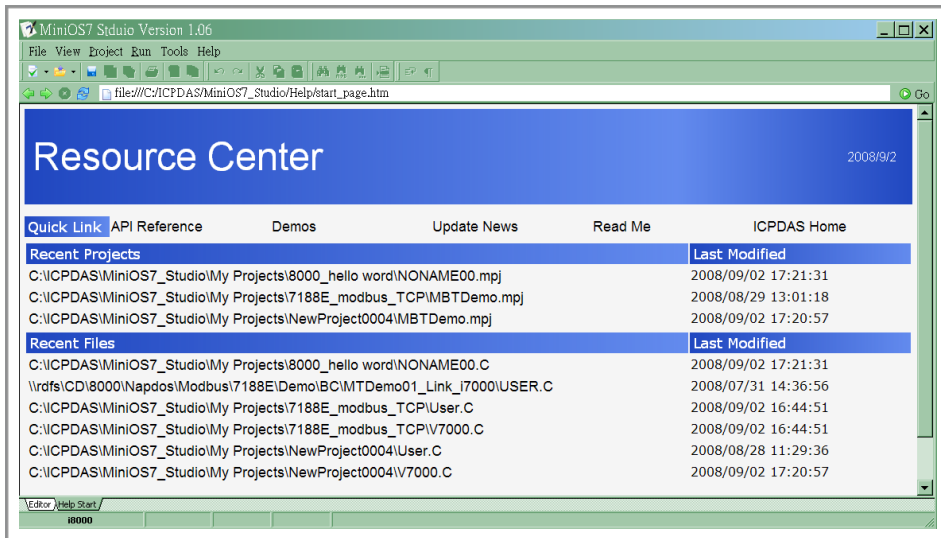 MiniOS7 Stduio Version 1.06
File View Project Run Tools Help
file:///C:/ICPDAS/MiniOS7_Studio/Help/start_page.htm Go
Resource Center 2008/9/2
Quick Link API Reference Demos Update News Read Me ICPDAS Home
Recent Projects Last Modified
C:\ICPDAS\MiniOS7_Studio\My Projects\8000_hello word\NONAME00.mpj 2008/09/02 17:21:31
C:\ICPDAS\MiniOS7_Studio\My Projects\7188E_modbus_TCP\MBTDemo.mpj 2008/08/29 13:01:18
C:\ICPDAS\MiniOS7_Studio\My Projects\NewProject0004\MBTDemo.mpj 2008/09/02 17:20:57
Recent Files Last Modified
C:\ICPDAS\MiniOS7_Studio\My Projects\8000_hello word\NONAME00.C 2008/09/02 17:21:31
\\rdfs\CD\8000\Napdos\Modbus\7188E\Demo\BC\MTDemo01_Link_i7000\USER.C 2008/07/31 14:36:56
C:\ICPDAS\MiniOS7_Studio\My Projects\7188E_modbus_TCP\User.C 2008/09/02 16:44:51
C:\ICPDAS\MiniOS7_Studio\My Projects\7188E_modbus_TCP\V7000.C 2008/09/02 16:44:51
C:\ICPDAS\MiniOS7_Studio\My Projects\NewProject0004\User.C 2008/08/28 11:29:36
C:\ICPDAS\MiniOS7_Studio\My Projects\NewProject0004\V7000.C 2008/09/02 17:20:57
Editor Help Start
i8000